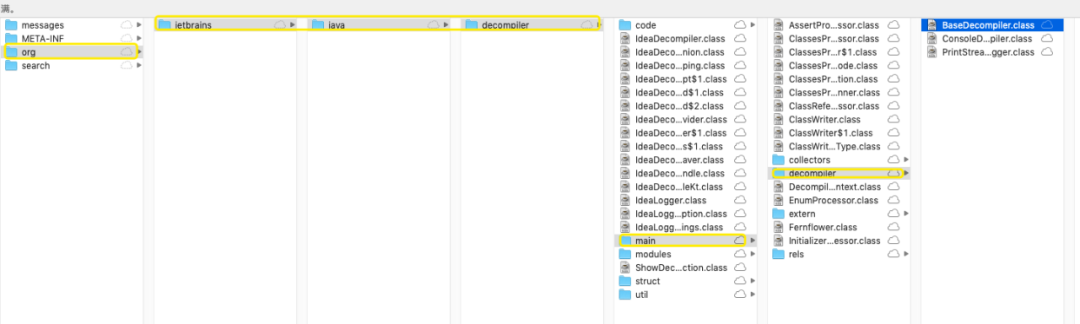 满。
messages
META-INF
org
search
jetbrains
java
decompiler
code
IdeaDecompiler.class
IdeaDeco...nion.class
IdeaDeco...ping.class
IdeaDeco...pt$1.class
IdeaDeco...d$1.class
IdeaDeco...d$2.class
IdeaDeco...vider.class
IdeaDeco...er$1.class
IdeaDeco...s$1.class
IdeaDeco...aver.class
IdeaDeco...ndle.class
IdeaDeco...leKt.class
IdeaLogger.class
IdeaLogg...ption.class
IdeaLogg...ings.class
main
modules
ShowDec...ction.class
struct
util
AssertPro...ssor.class
ClassesPr...ssor.class
ClassesPr...r$1.class
ClassesPr...ode.class
ClassesPr...tion.class
ClassesPr...nner.class
ClassRefe...ssor.class
ClassWriter.class
ClassWriter$1.class
ClassWrit...Type.class
collectors
decompiler
Decompil...ntext.class
EnumProcessor.class
extern
Fernflower.class
Initializer...essor.class
rels
BaseDecompiler.class
ConsoleD...piler.class
PrintStrea...gger.class